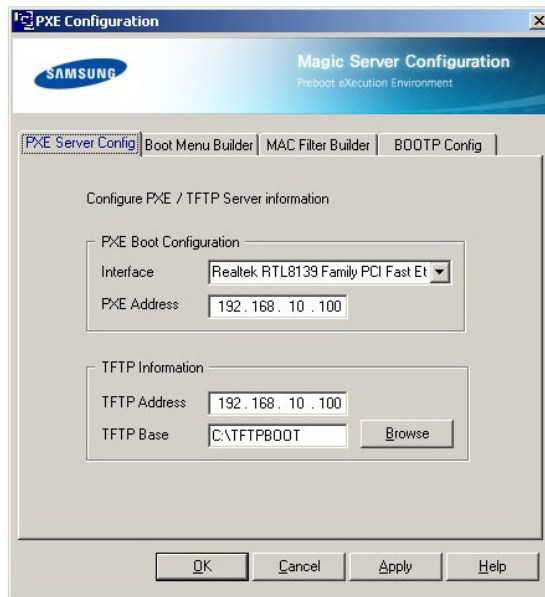 PXE Configuration
SAMSUNG
Magic Server Configuration
Preboot eXecution Environment
PXE Server Config Boot Menu Builder MAC Filter Builder BOOTP Config
Configure PXE / TFTP Server information
PXE Boot Configuration
Interface Realtek RTL8139 Family PCI Fast Et
PXE Address 192 . 168 . 10 . 100
TFTP Information
TFTP Address 192 . 168 . 10 . 100
TFTP Base C:\TFTPBOOT Browse
OK Cancel Apply Help